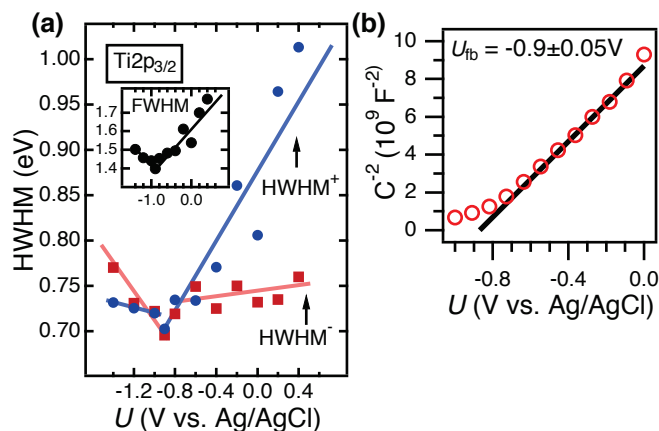 (a)
1.00
0.95
0.90
0.85
0.80
0.75
0.70
HWHM (eV)
Ti2p3/2
FWHM
1.7
1.6
1.5
1.4
-1.0
0.0
HWHM+
HWHM-
-1.2 -0.8 -0.4 0.0 0.4
U (V vs. Ag/AgCl)
(b)
Ufb = -0.9±0.05V
10
8
6
4
2
0
C-2 (10^9 F-2)
-0.8 -0.4 0.0
U (V vs. Ag/AgCl)